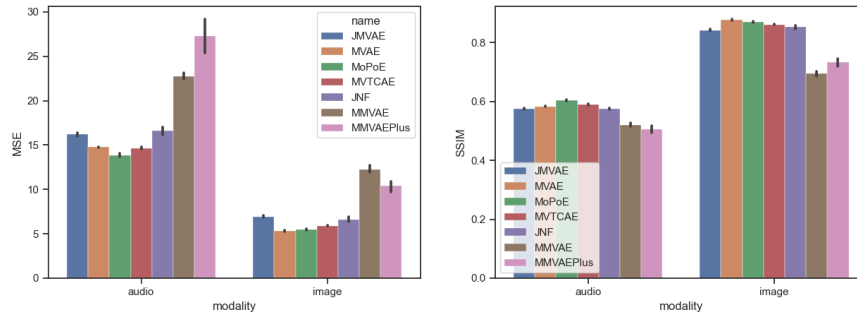 30
25
20
15
10
5
0
MSE
name
JMVAE
MVAE
MoPoE
MVTCAE
JNF
MMVAE
MMVAEPlus
audio
image
modality
0.8
0.6
0.4
0.2
0.0
SSIM
JMVAE
MVAE
MoPoE
MVTCAE
JNF
MMVAE
MMVAEPlus
audio
image
modality